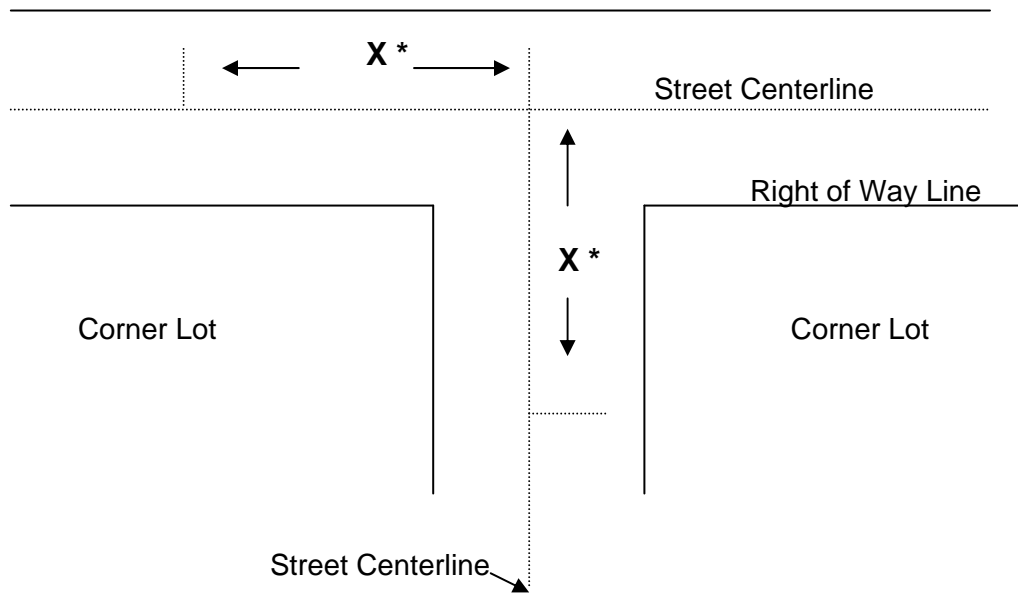 X *
Street Centerline
Right of Way Line
X *
Corner Lot
Corner Lot
Street Centerline